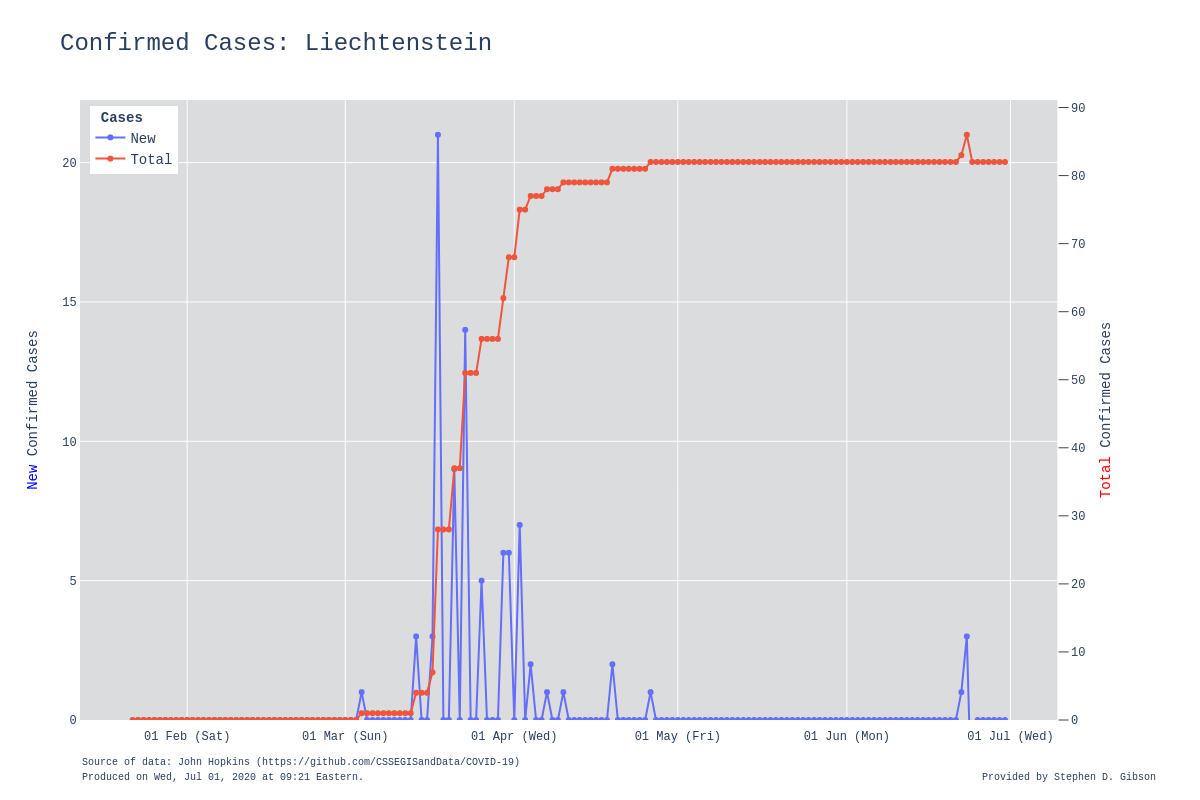 Confirmed Cases: Liechtenstein
Cases
New
Total
20
15
10
5
0
90
80
70
60
50
40
30
20
10
0
New Confirmed Cases
Total Confirmed Cases
01 Feb (Sat)
01 Mar (Sun)
01 Apr (Wed)
01 May (Fri)
01 Jun (Mon)
01 Jul (Wed)
Source of data: John Hopkins (https://github.com/CSSEGISandData/COVID-19)
Produced on Wed, Jul 01, 2020 at 09:21 Eastern.
Provided by Stephen D. Gibson